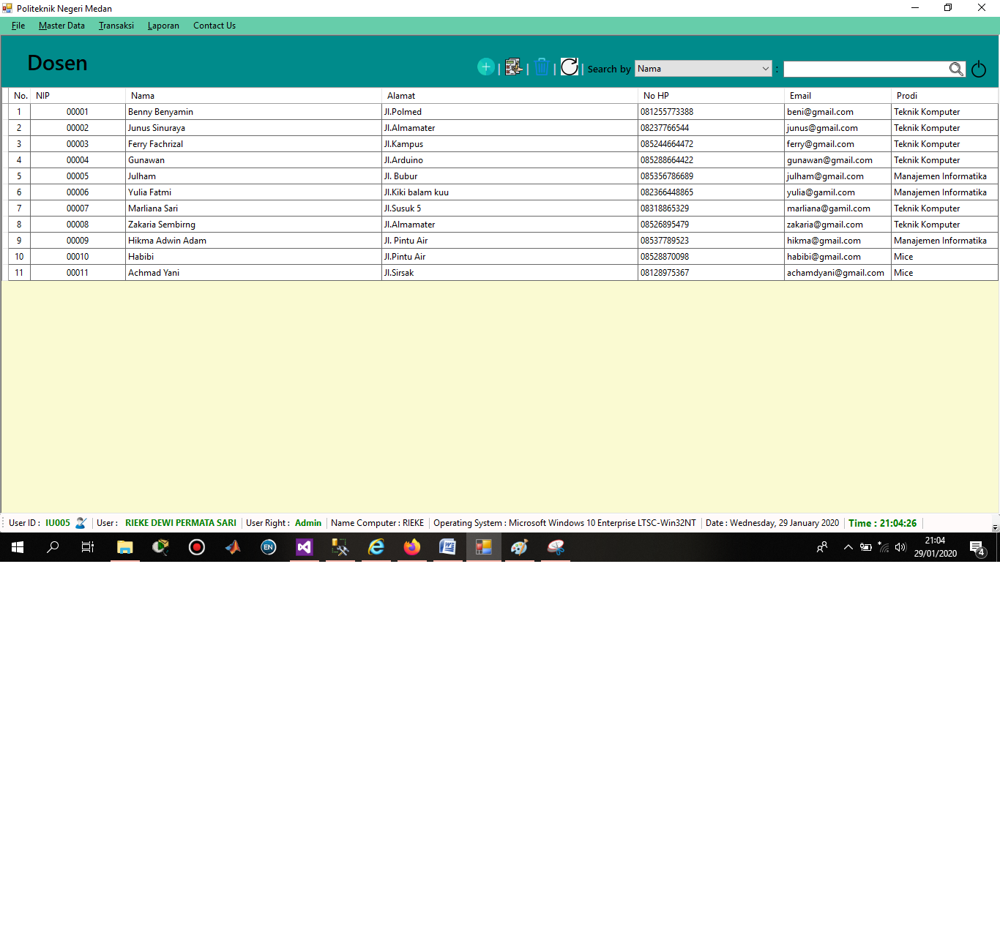 Politeknik Negeri Medan
File Master Data Transaksi Laporan Contact Us
Dosen
| | | | Search by Nama :
No. NIP Nama Alamat No HP Email Prodi
1 00001 Benny Benyamin Jl.Polmed 081255773388 beni@gmail.com Teknik Komputer
2 00002 Junus Sinuraya Jl.Almamater 08237766544 junus@gmail.com Teknik Komputer
3 00003 Ferry Fachrizal Jl.Kampus 085244664472 ferry@gmail.com Teknik Komputer
4 00004 Gunawan Jl.Arduino 085288664422 gunawan@gmail.com Teknik Komputer
5 00005 Julham Jl. Bubur 085356786689 julham@gmail.com Manajemen Informatika
6 00006 Yulia Fatmi Jl.Kiki balam kuu 082366448865 yulia@gamil.com Manajemen Informatika
7 00007 Marliana Sari Jl.Susuk 5 08318865329 marliana@gamil.com Teknik Komputer
8 00008 Zakaria Sembirng Jl.Almamater 08526895479 zakaria@gmail.com Teknik Komputer
9 00009 Hikma Adwin Adam Jl. Pintu Air 08537789523 hikma@gmail.com Manajemen Informatika
10 00010 Habibi Jl.Pintu Air 08528870098 habibi@gmail.com Mice
11 00011 Achmad Yani Jl.Sirsak 08128975367 achamdyani@gmail.com Mice
User ID : IU005 User : RIEKE DEWI PERMATA SARI User Right : Admin Name Computer : RIEKE Operating System : Microsoft Windows 10 Enterprise LTSC-Win32NT Date : Wednesday, 29 January 2020 Time : 21:04:26
EN 21:04
29/01/2020 4